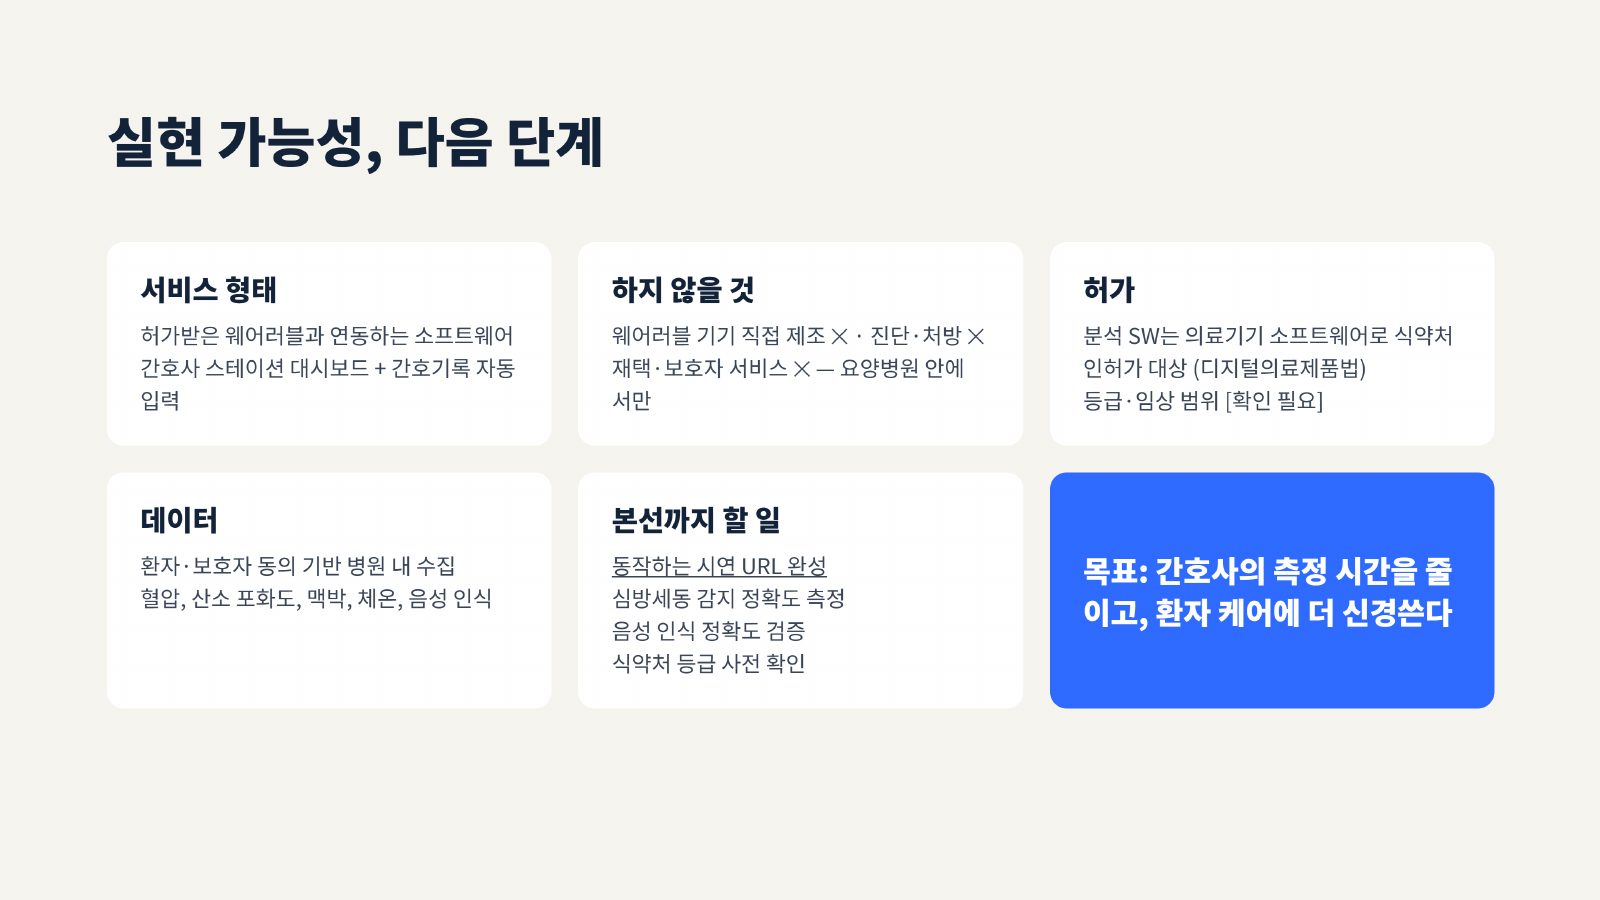 실현 가능성, 다음 단계
서비스 형태
허가받은 웨어러블과 연동하는 소프트웨어
간호사 스테이션 대시보드 + 간호기록 자동
입력
하지 않을 것
웨어러블 기기 직접 제조 ✕ · 진단·처방 ✕
재택·보호자 서비스 ✕ — 요양병원 안에
서만
허가
분석 SW는 의료기기 소프트웨어로 식약처
인허가 대상 (디지털의료제품법)
등급·임상 범위 [확인 필요]
데이터
환자·보호자 동의 기반 병원 내 수집
혈압, 산소 포화도, 맥박, 체온, 음성 인식
본선까지 할 일
동작하는 시연 URL 완성
심방세동 감지 정확도 측정
음성 인식 정확도 검증
식약처 등급 사전 확인
목표: 간호사의 측정 시간을 줄
이고, 환자 케어에 더 신경쓴다